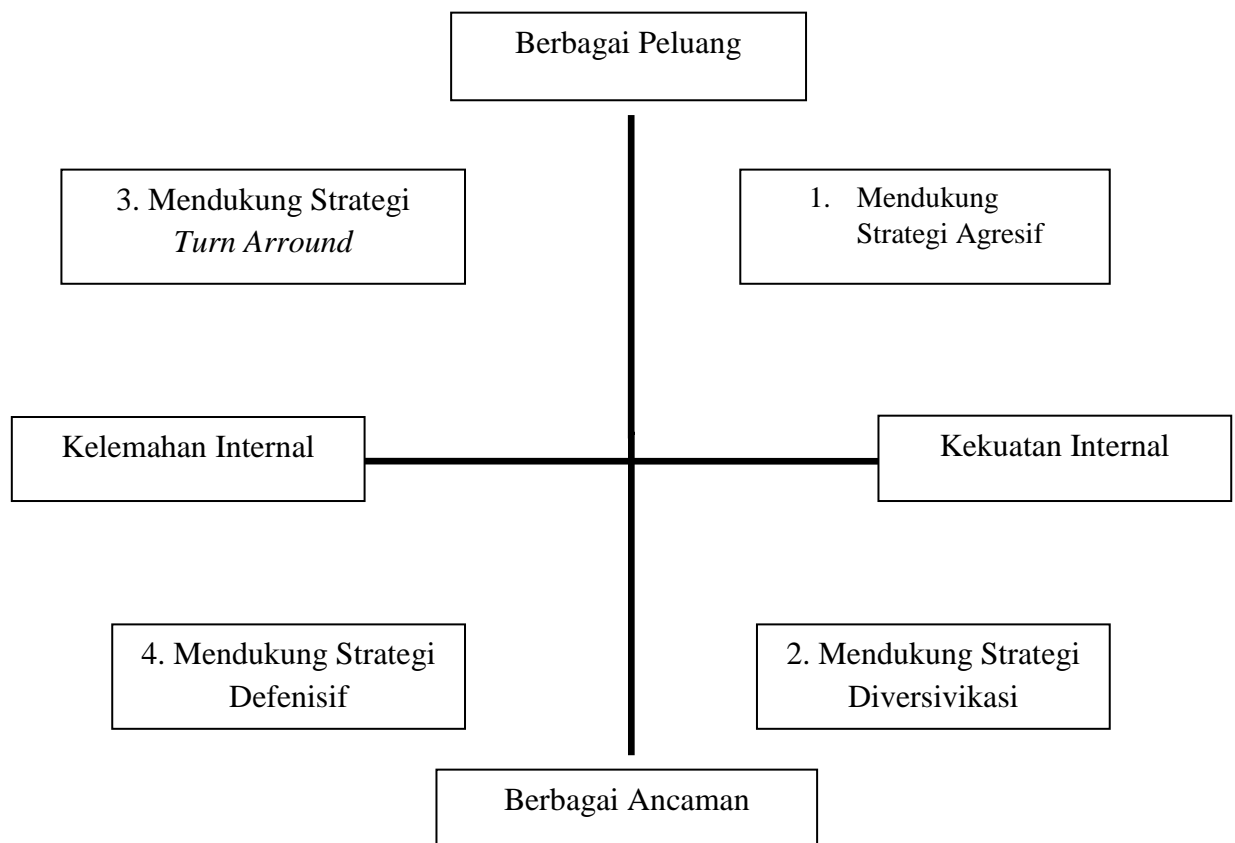 Berbagai Peluang
3. Mendukung Strategi
Turn Arround
1. Mendukung
Strategi Agresif
Kelemahan Internal
Kekuatan Internal
4. Mendukung Strategi
Defenisif
2. Mendukung Strategi
Diversivikasi
Berbagai Ancaman